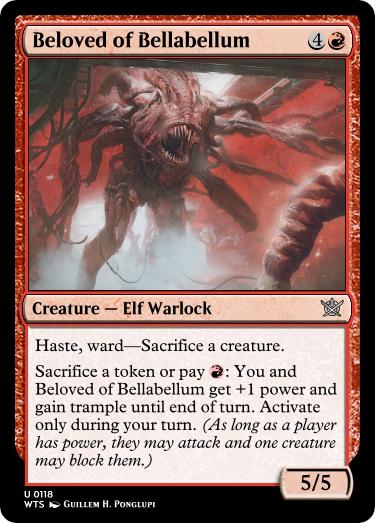 Beloved of Bellabellum 4
Creature — Elf Warlock
Haste, ward—Sacrifice a creature.
Sacrifice a token or pay : You and
Beloved of Bellabellum get +1 power and
gain trample until end of turn. Activate
only during your turn. (As long as a player
has power, they may attack and one creature
may block them.)
5/5
U 0118
WTS Guillem H. Ponglupi